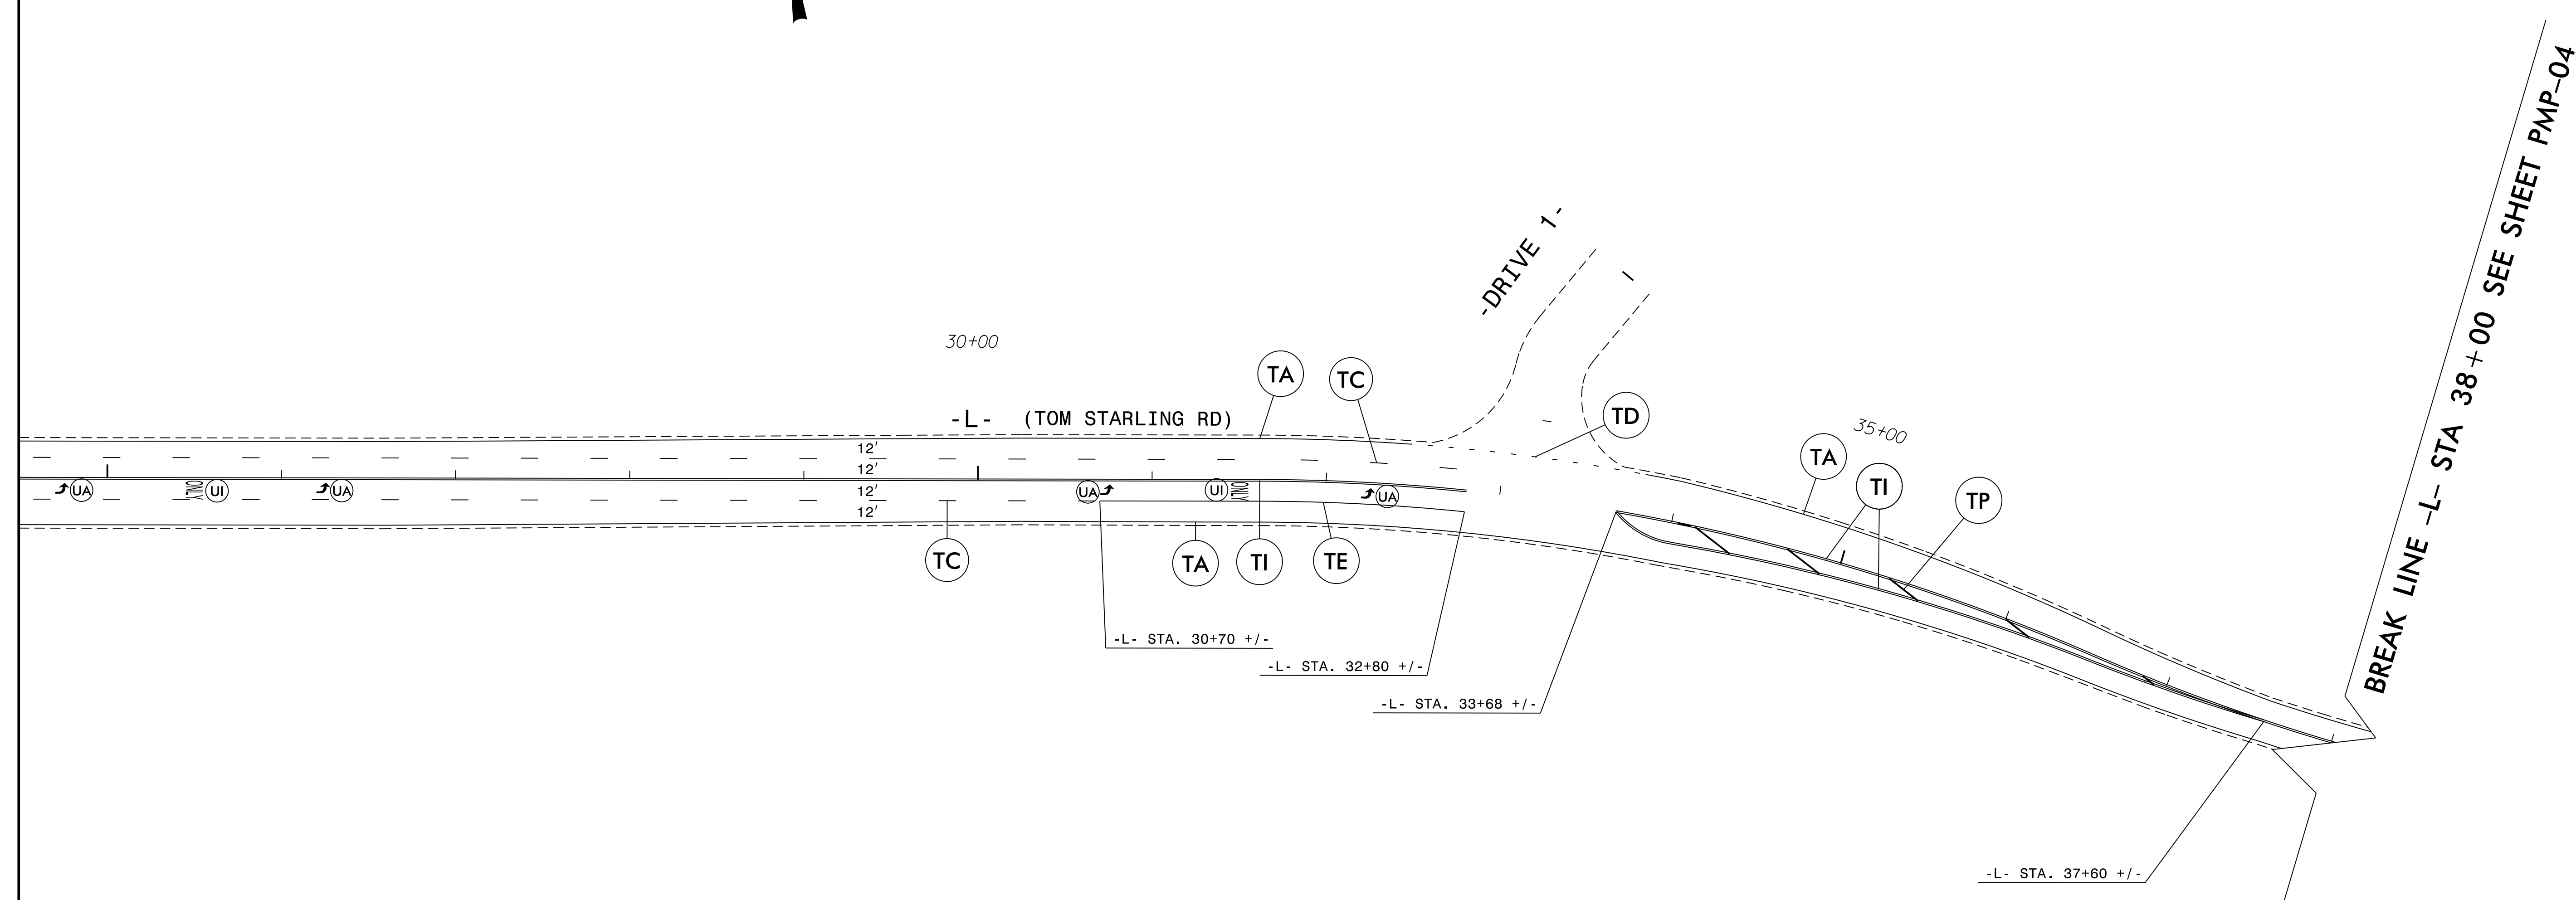 BREAK LINE -L- STA 38+00 SEE SHEET PMP-04
-DRIVE 1-
30+00
TA
TC
TD
35+00
-L- (TOM STARLING RD)
TA
TI
TP
12'
12'
12'
12'
UA
ONLY
UI
UA
UA
UI
ONLY
UA
TC
TA
TI
TE
-L- STA. 30+70 +/-
-L- STA. 32+80 +/-
-L- STA. 33+68 +/-
-L- STA. 37+60 +/-